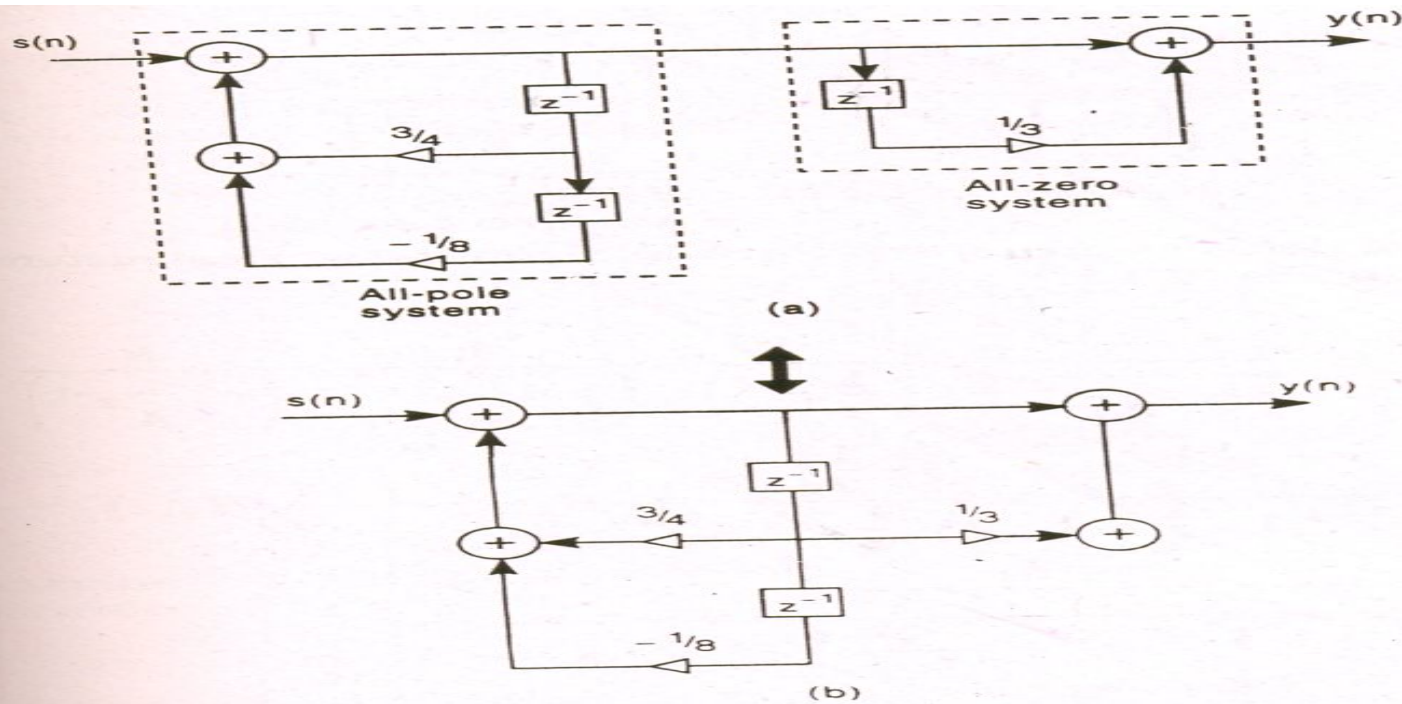 s(n)
y(n)
+
+
z⁻¹
z⁻¹
3/4
+
1/3
z⁻¹
- 1/8
All-zero
system
All-pole
system
(a)
s(n)
+
+
y(n)
z⁻¹
3/4
1/3
+
+
z⁻¹
- 1/8
(b)